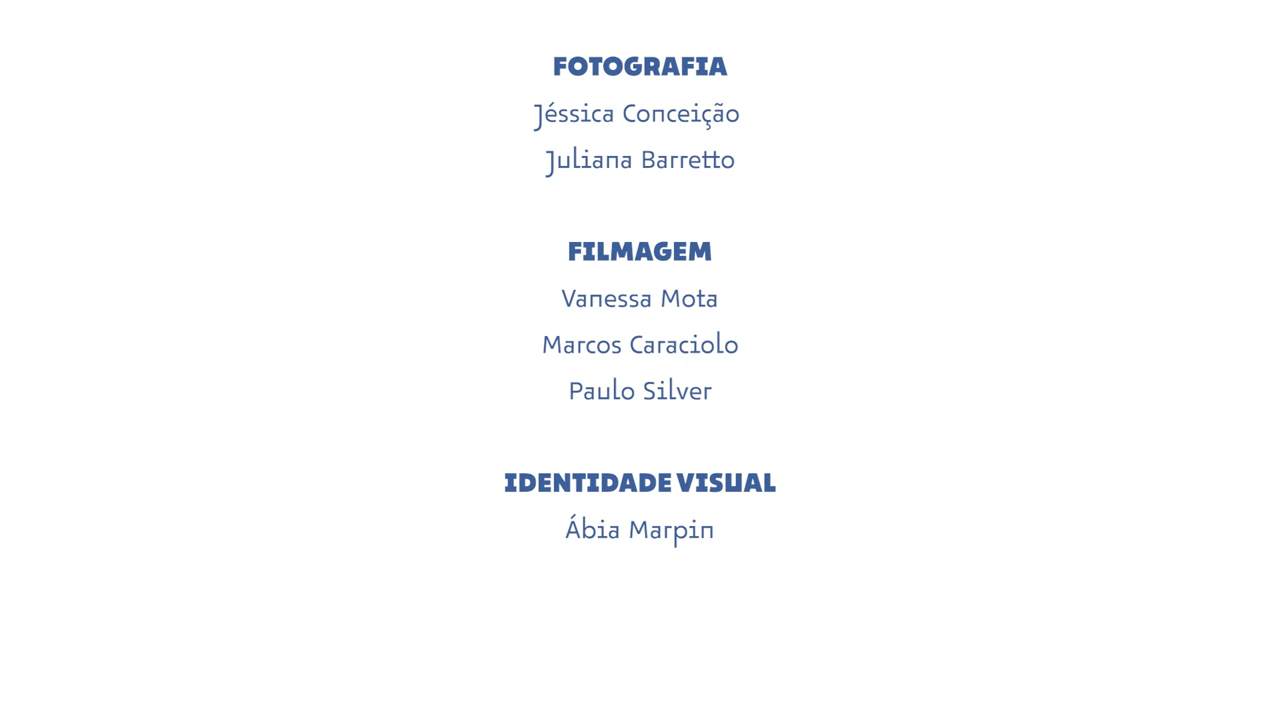 FOTOGRAFIA
Jéssica Conceição
Juliana Barretto
FILMAGEM
Vanessa Mota
Marcos Caraciolo
Paulo Silver
IDENTIDADE VISUAL
Ábia Marpin